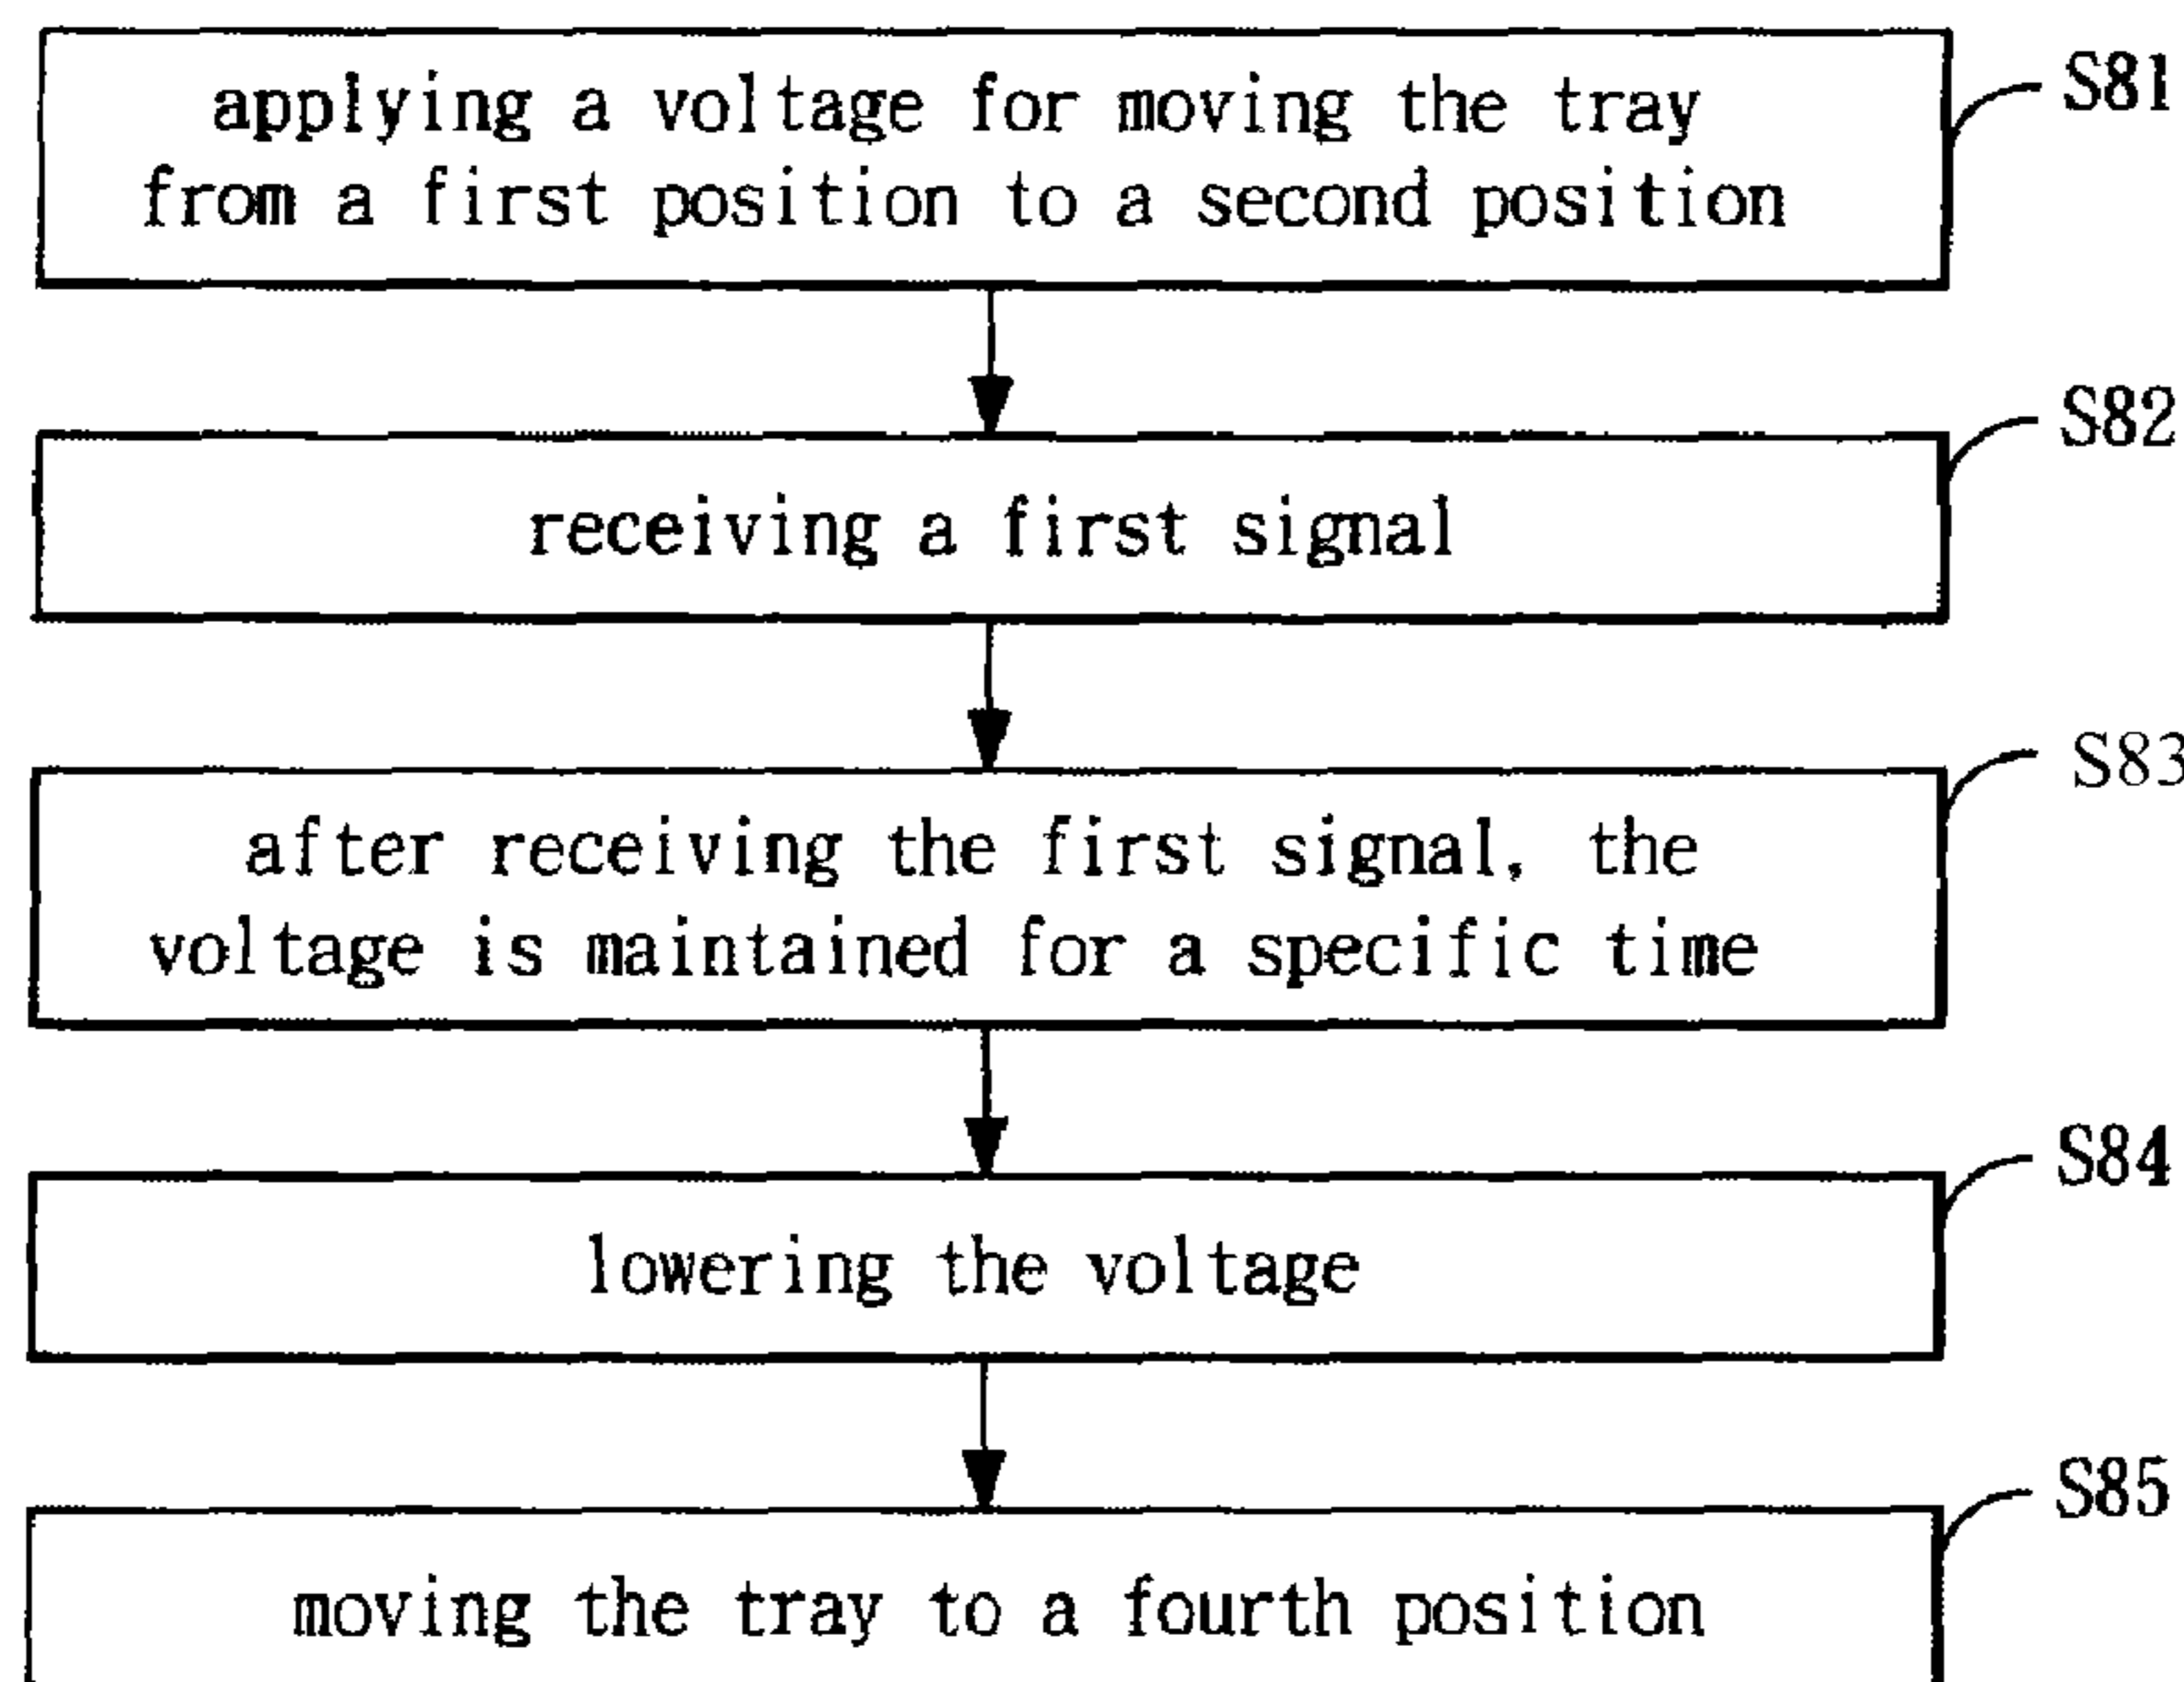 applying a voltage for moving the tray
from a first position to a second position
S81
receiving a first signal
S82
after receiving the first signal, the
voltage is maintained for a specific time
S83
lowering the voltage
S84
moving the tray to a fourth position
S85